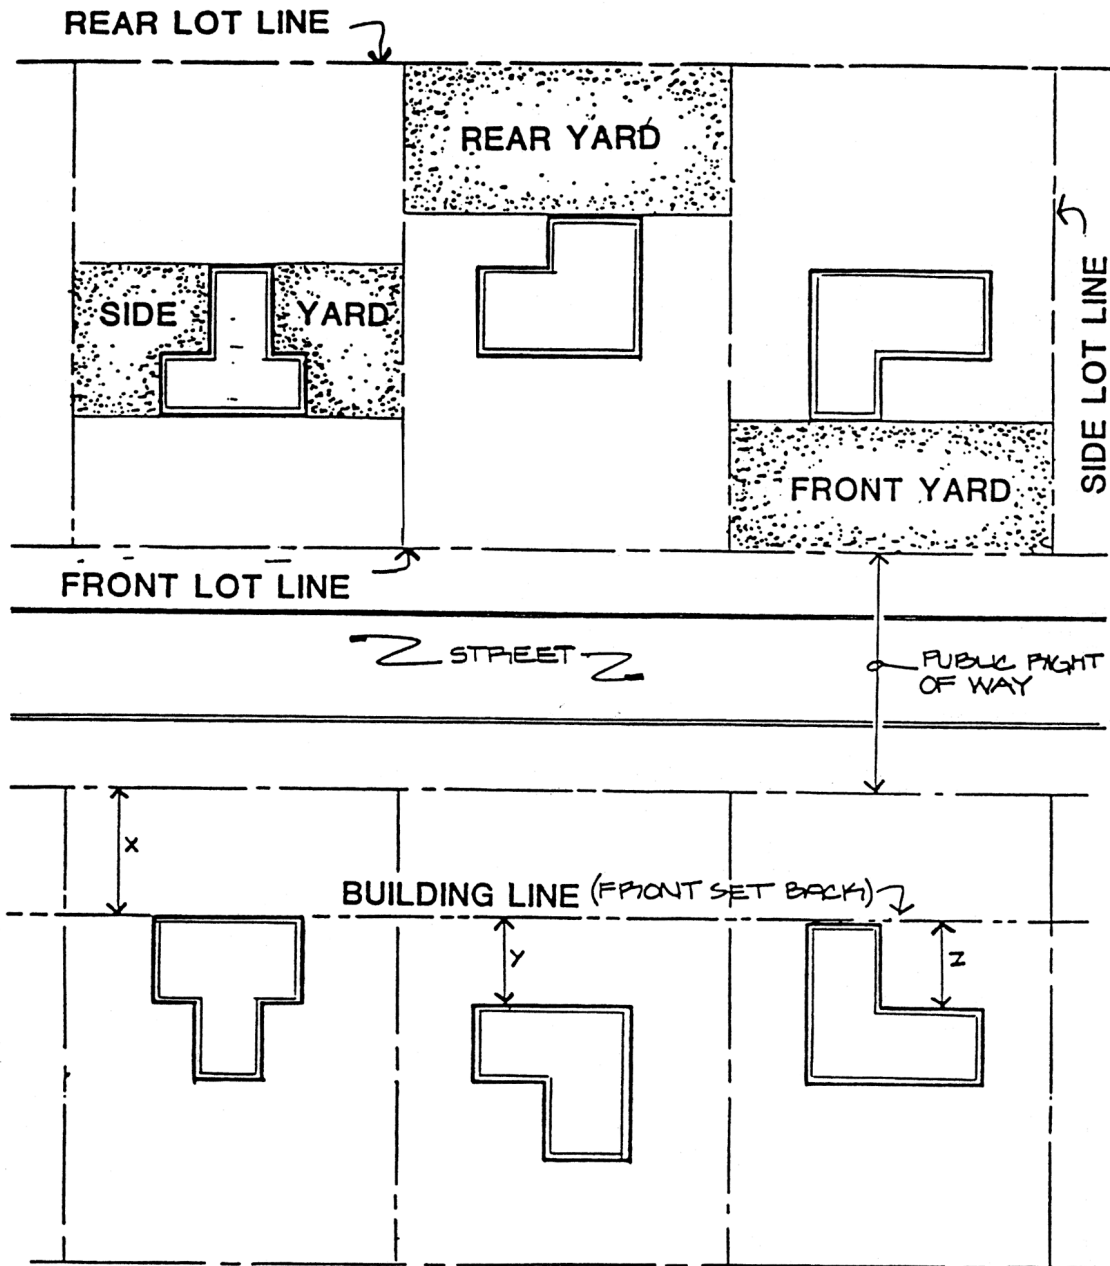 REAR LOT LINE
REAR YARD
SIDE YARD
SIDE LOT LINE
FRONT YARD
FRONT LOT LINE
STREET
PUBLIC RIGHT
OF WAY
X
BUILDING LINE (FRONT SET BACK)
Y
Z